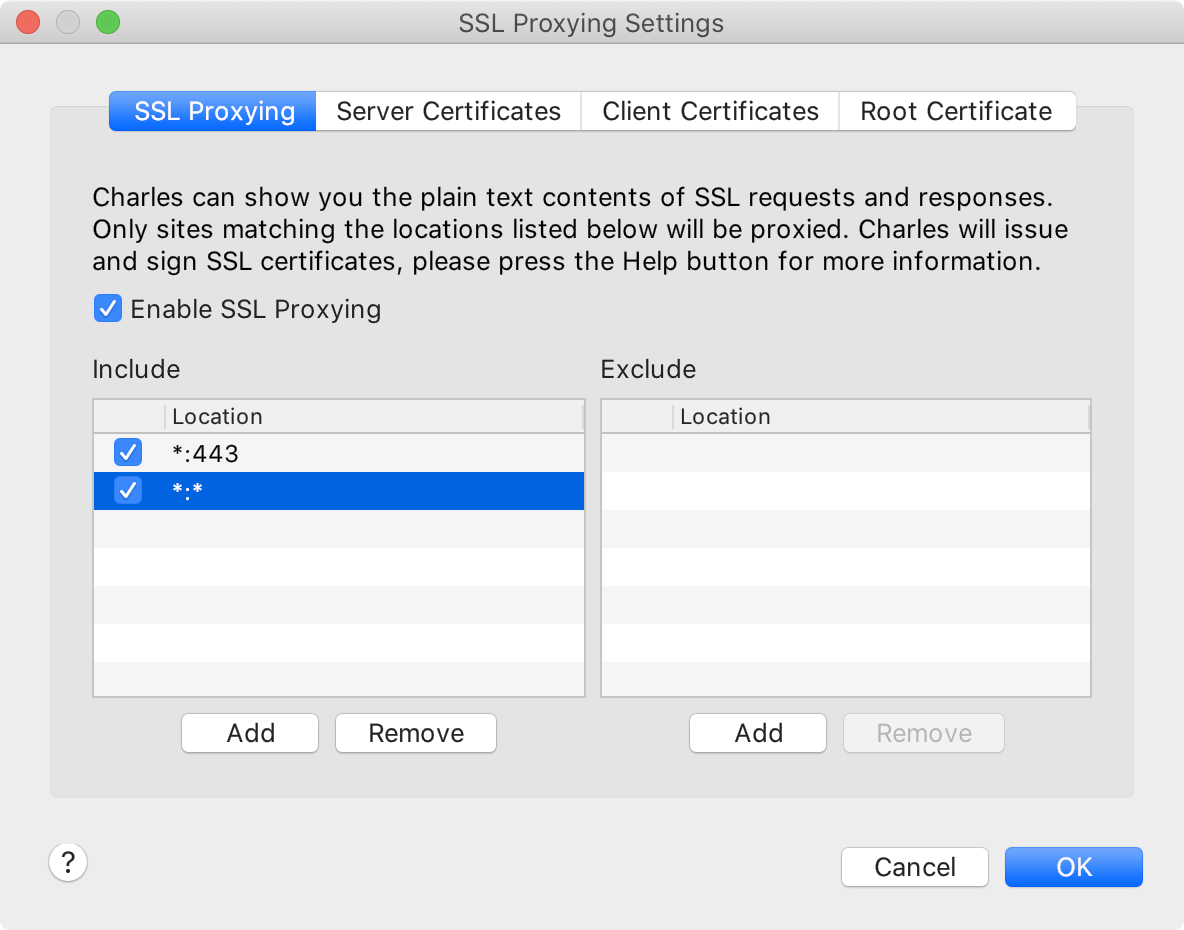 SSL Proxying Settings
SSL Proxying Server Certificates Client Certificates Root Certificate
Charles can show you the plain text contents of SSL requests and responses.
Only sites matching the locations listed below will be proxied. Charles will issue
and sign SSL certificates, please press the Help button for more information.
Enable SSL Proxying
Include Exclude
Location Location
*:443
*:*
Add Remove Add Remove
? Cancel OK